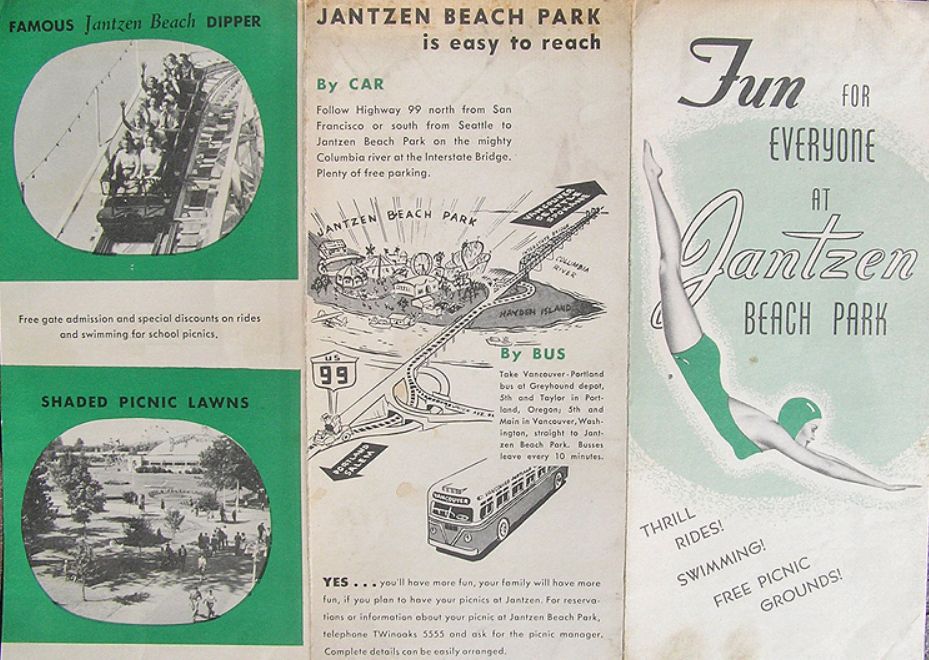 FAMOUS Jantzen Beach DIPPER
Free gate admission and special discounts on rides
and swimming for school picnics.
SHADED PICNIC LAWNS
JANTZEN BEACH PARK
is easy to reach
By CAR
Follow Highway 99 north from San
Francisco or south from Seattle to
Jantzen Beach Park on the mighty
Columbia river at the Interstate Bridge.
Plenty of free parking.
VANCOUVER
SEATTLE
SPOKANE
JANTZEN BEACH PARK
INTERSTATE BRIDGE
COLUMBIA
RIVER
HAYDEN ISLAND
US
99
PORTLAND
SALEM
By BUS
Take Vancouver-Portland
bus at Greyhound depot,
5th and Taylor in Port-
land, Oregon; 5th and
Main in Vancouver, Wash-
ington, straight to Jant-
zen Beach Park. Busses
leave every 10 minutes.
VANCOUVER PORTLAND
VANCOUVER
YES . . . you'll have more fun, your family will have more
fun, if you plan to have your picnics at Jantzen. For reserva-
tions or information about your picnic at Jantzen Beach Park,
telephone TWinoaks 5555 and ask for the picnic manager.
Complete details can be easily arranged.
Fun FOR
EVERYONE
AT
Jantzen
BEACH PARK
THRILL
RIDES!
SWIMMING!
FREE PICNIC
GROUNDS!